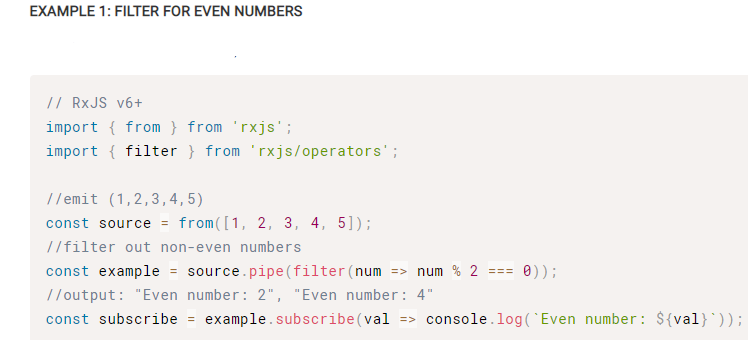 EXAMPLE 1: FILTER FOR EVEN NUMBERS
// RxJS v6+
import { from } from 'rxjs';
import { filter } from 'rxjs/operators';
//emit (1,2,3,4,5)
const source = from([1, 2, 3, 4, 5]);
//filter out non-even numbers
const example = source.pipe(filter(num => num % 2 === 0));
//output: "Even number: 2", "Even number: 4"
const subscribe = example.subscribe(val => console.log(`Even number: ${val}`));